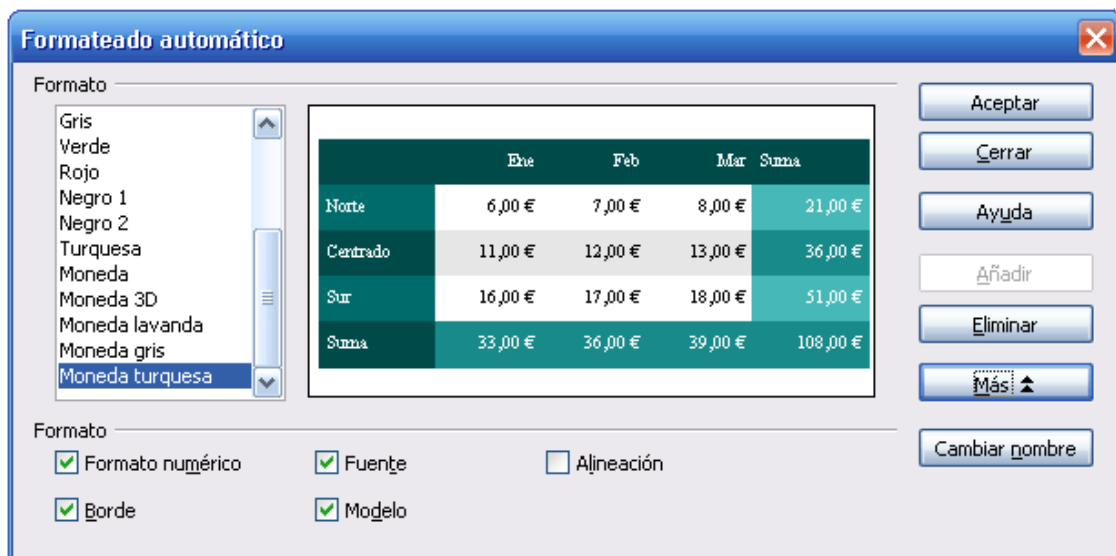 Formateado automático
Formato
Gris
Verde
Rojo
Negro 1
Negro 2
Turquesa
Moneda
Moneda 3D
Moneda lavanda
Moneda gris
Moneda turquesa
Ene Feb Mar Suma
Norte 6,00 € 7,00 € 8,00 € 21,00 €
Centrado 11,00 € 12,00 € 13,00 € 36,00 €
Sur 16,00 € 17,00 € 18,00 € 51,00 €
Suma 33,00 € 36,00 € 39,00 € 108,00 €
Aceptar
Cerrar
Ayuda
Añadir
Eliminar
Más
Cambiar nombre
Formato
Formato numérico Fuente Alineación
Borde Modelo